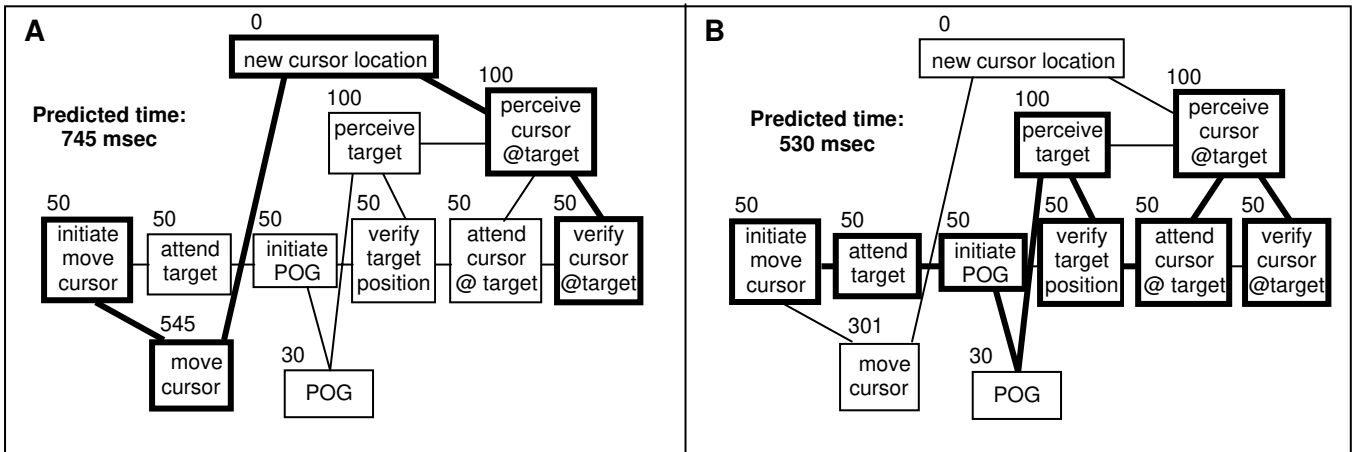 A
0
new cursor location
100
perceive
cursor
@target
100
perceive
target
Predicted time:
745 msec
50
initiate
move
cursor
50
attend
target
50
initiate
POG
50
verify
target
position
50
attend
cursor
@ target
50
verify
cursor
@target
545
move
cursor
30
POG
B
0
new cursor location
100
perceive
cursor
@target
100
perceive
target
Predicted time:
530 msec
50
initiate
move
cursor
50
attend
target
50
initiate
POG
50
verify
target
position
50
attend
cursor
@ target
50
verify
cursor
@target
301
move
cursor
30
POG